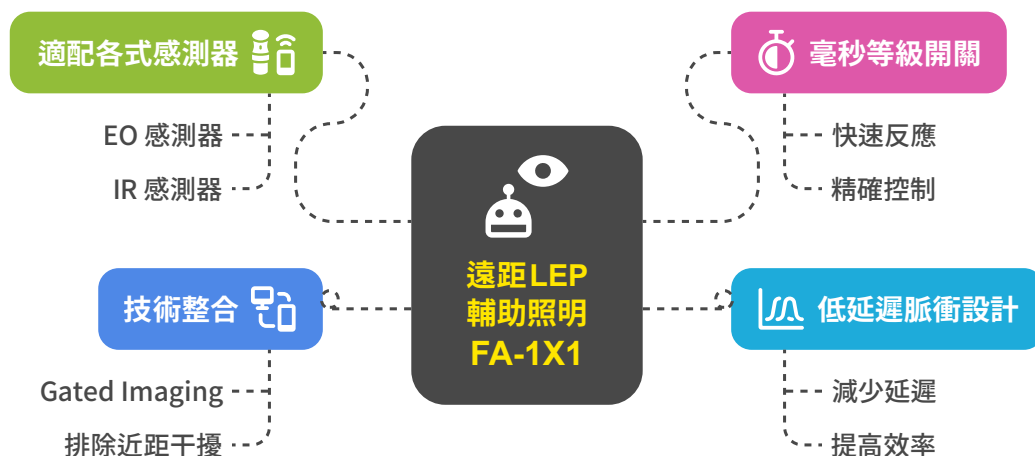 適配各式感測器
EO 感測器
IR 感測器
毫秒等級開關
快速反應
精確控制
遠距LEP
輔助照明
FA-1X1
技術整合
Gated Imaging
排除近距干擾
低延遲脈衝設計
減少延遲
提高效率